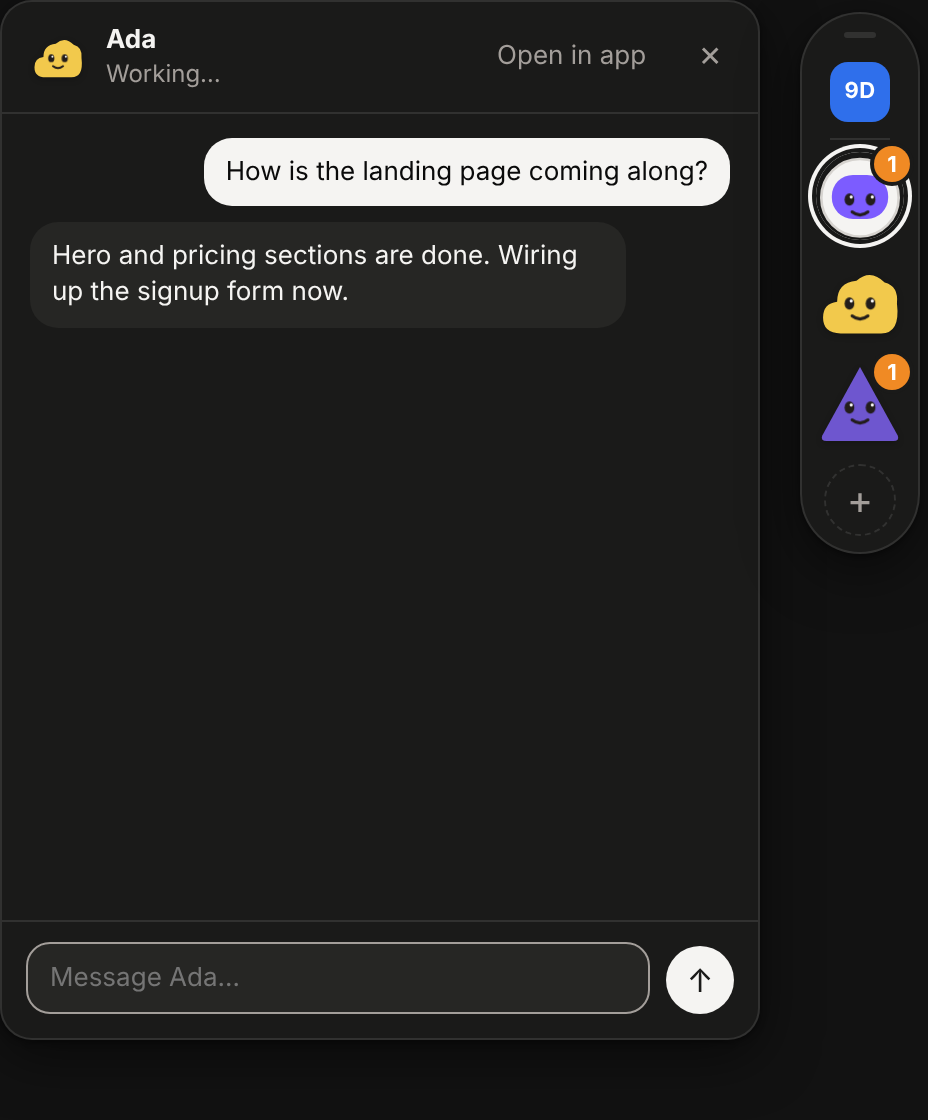 Ada
Working...
Open in app
9D
1
How is the landing page coming along?
Hero and pricing sections are done. Wiring
up the signup form now.
1
+
Message Ada...